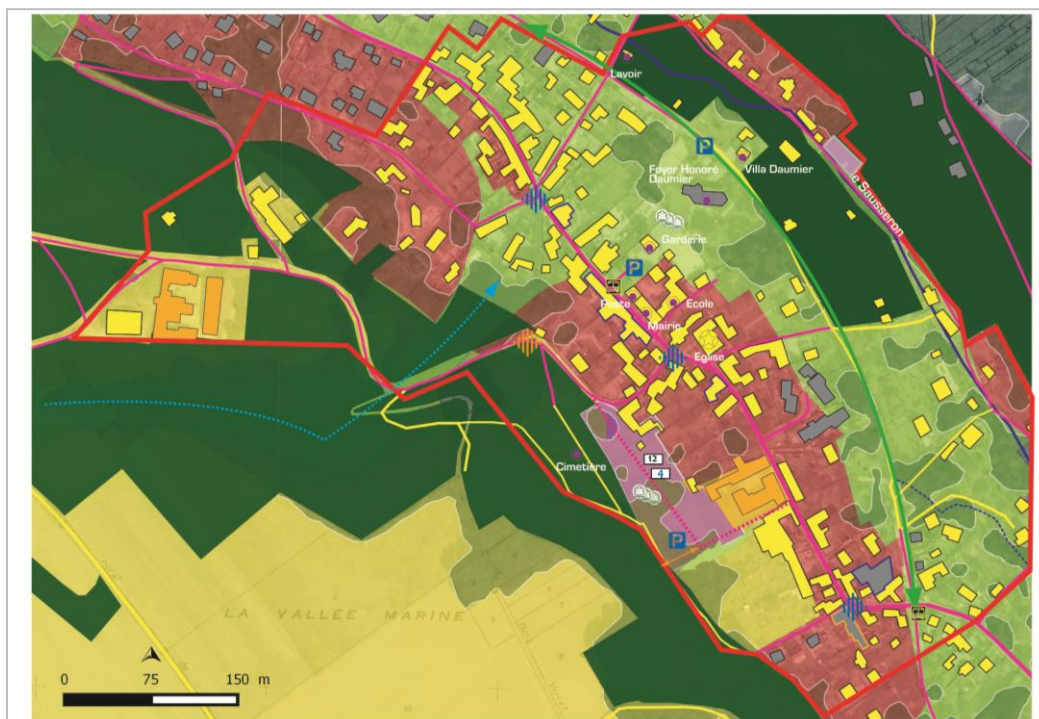 Lavoir
P
Foyer Honoré
Daumier
Villa Daumier
le Sausseron
Garderie
P
Poste
Ecole
Mairie
Eglise
12
Cimetière
4
P
LA VALLÉE MARINE
0 75 150 m